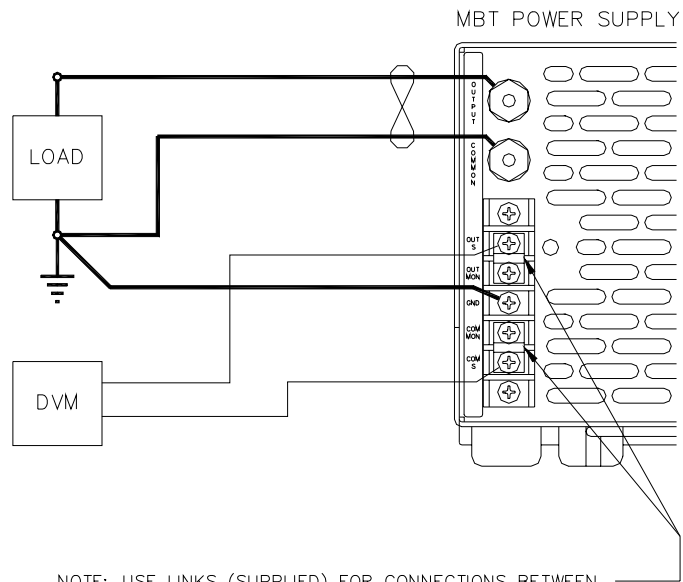 MBT POWER SUPPLY
OUTPUT
LOAD
COMMON
OUT
S
OUT
MON
GND
COM
MON
COM
S
DVM
NOTE: USE LINKS (SUPPLIED) FOR CONNECTIONS BETWEEN